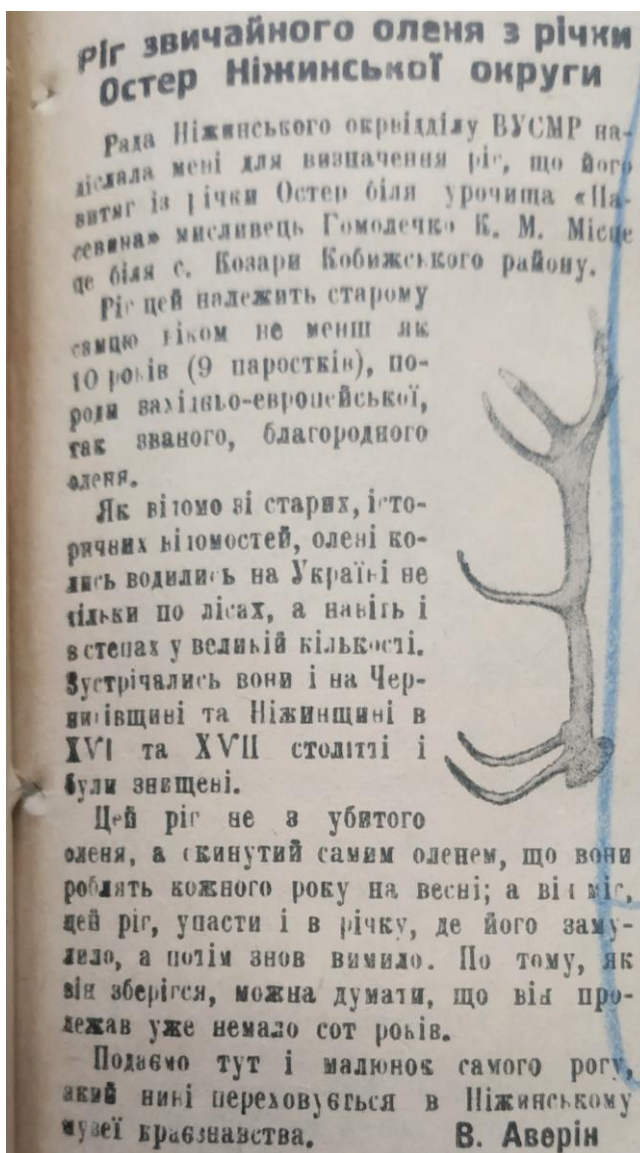 Ріг звичайного оленя з річки
Остер Ніжинської округи
Рада Ніжинського окрвідділу ВУСМР на-
діслала мені для визначення ріг, що його
витяг із річки Остер біля урочища «Па-
севина» мисливець Гомолечко К. М. Місце
це біля с. Козари Кобижського району.
Ріг цей належить старому
самцю віком не менш як
10 років (9 паростків), по-
роди західньо-европейської,
так званого, благородного
оленя.
Як відомо зі старих, істо-
ричних відомостей, олені ко-
лись водились на Україні не
тільки по лісах, а навіть і
в степах у великій кількості.
Зустрічались вони і на Чер-
нигівщині та Ніжинщині в
XVI та XVII столітті і
були знищені.
Цей ріг не з убитого
оленя, а скинутий самим оленем, що вони
роблять кожного року на весні; а він міг,
цей ріг, упасти і в річку, де його заму-
лило, а потім знов вимило. По тому, як
він зберігся, можна думати, що він про-
лежав уже немало сот років.
Подаємо тут і малюнок самого рогу,
який нині переховується в Ніжинському
музеї краєзнавства. В. Аверін